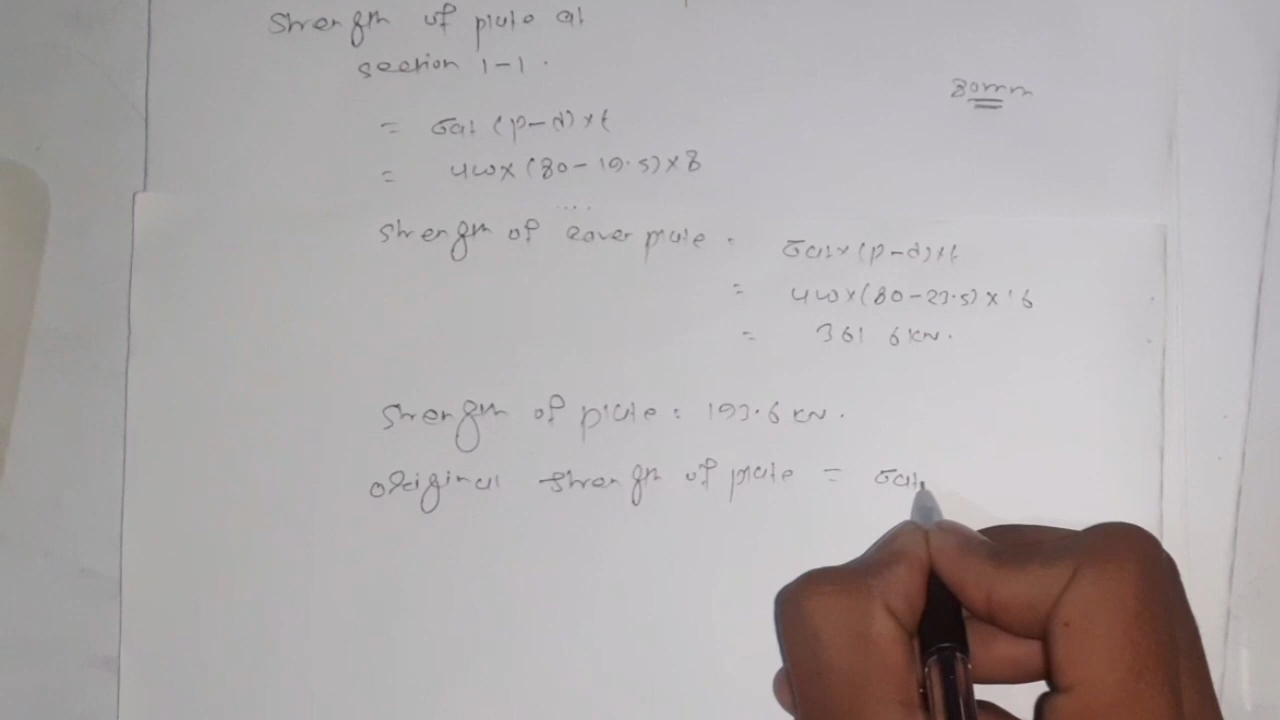 Strength of plate at
section 1-1.
80mm
= σat (p-d)×t
= 400×(80-19.5)×8
....
Strength of cover plate = σat×(p-d)×t
= 400×(80-23.5)×16
= 361 6 KN.
Strength of plate = 193.6 KN.
original strength of plate = σat